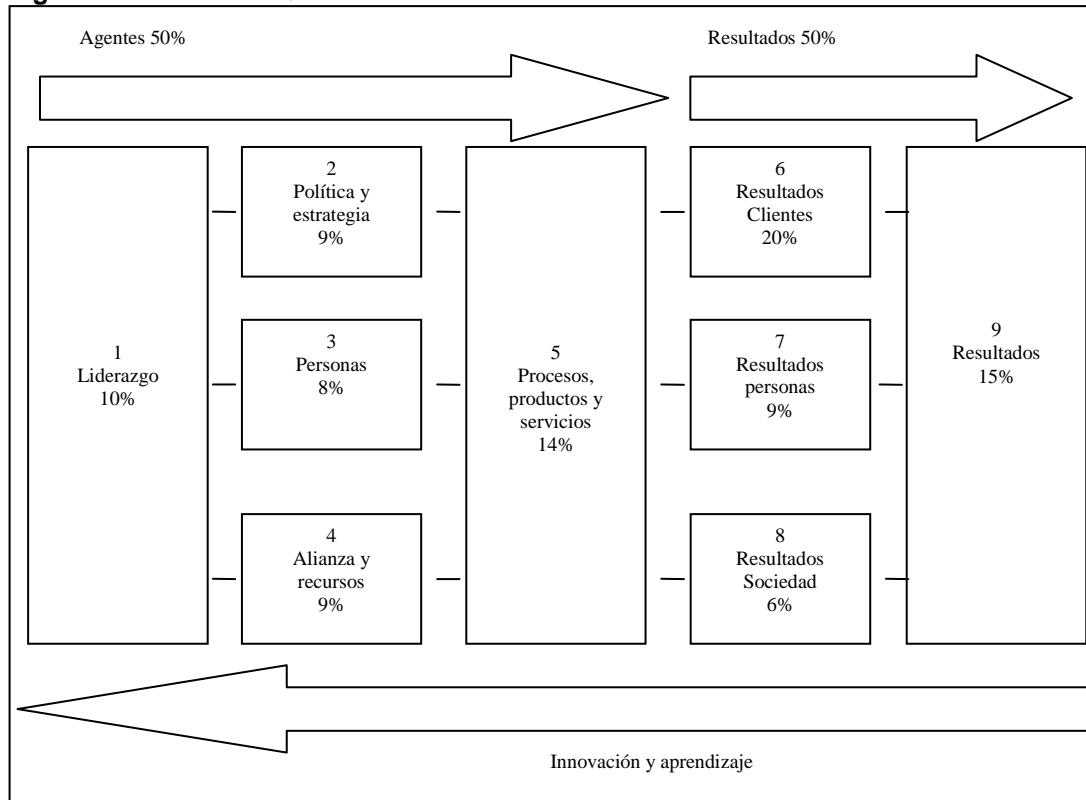 Agentes 50%
Resultados 50%
1
Liderazgo
10%
2
Política y
estrategia
9%
3
Personas
8%
4
Alianza y
recursos
9%
5
Procesos,
productos y
servicios
14%
6
Resultados
Clientes
20%
7
Resultados
personas
9%
8
Resultados
Sociedad
6%
9
Resultados
15%
Innovación y aprendizaje